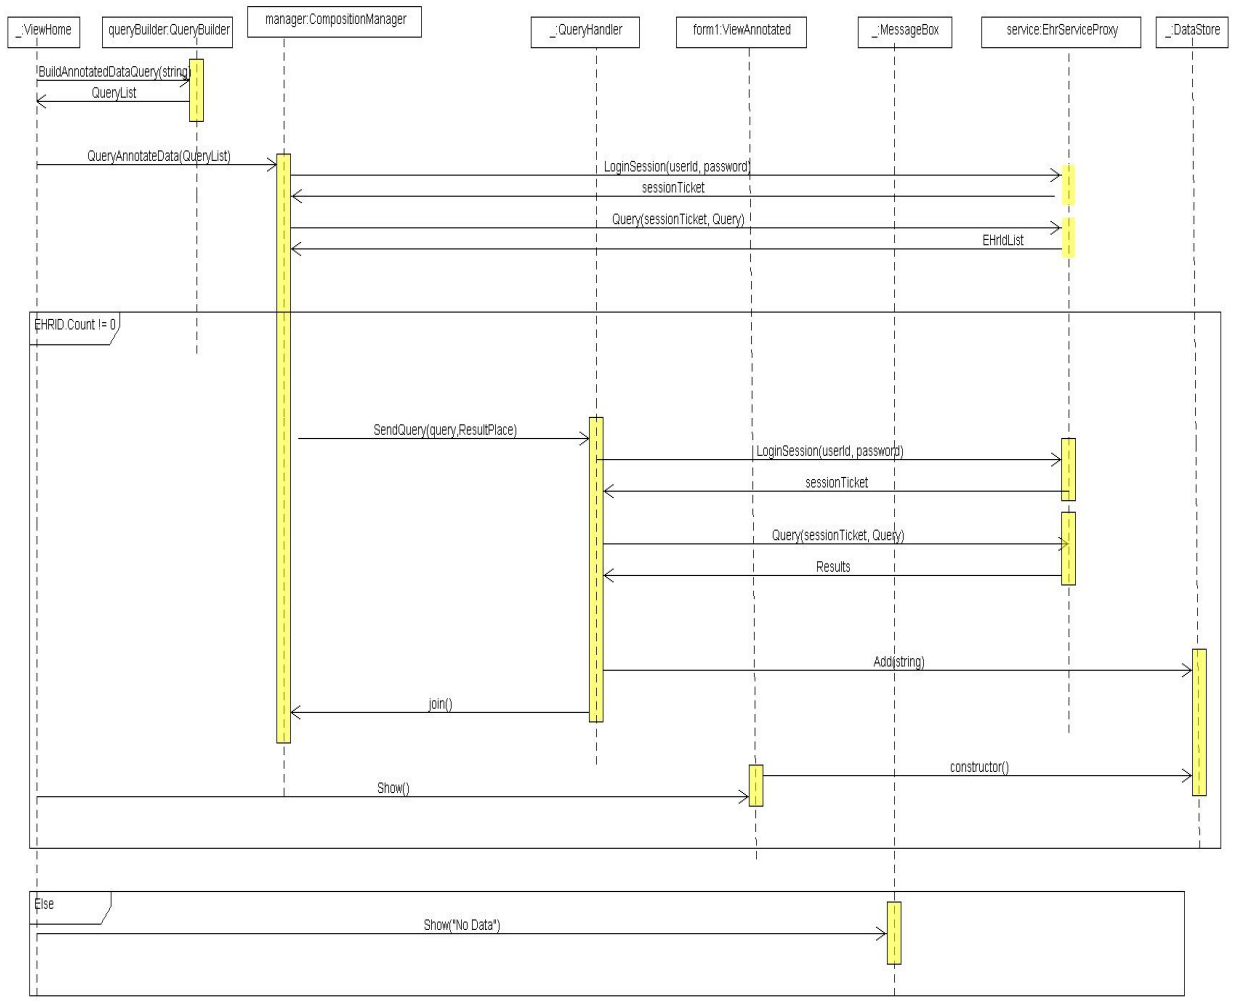 _:ViewHome
queryBuilder:QueryBuilder
manager:CompositionManager
_:QueryHandler
form1:ViewAnnotated
_:MessageBox
service:EhrServiceProxy
_:DataStore
BuildAnnotatedDataQuery(string)
QueryList
QueryAnnotateData(QueryList)
LoginSession(userId, password)
sessionTicket
Query(sessionTicket, Query)
EHrIdList
EHRID.Count != 0
SendQuery(query,ResultPlace)
LoginSession(userId, password)
sessionTicket
Query(sessionTicket, Query)
Results
Add(string)
join()
constructor()
Show()
Else
Show("No Data")